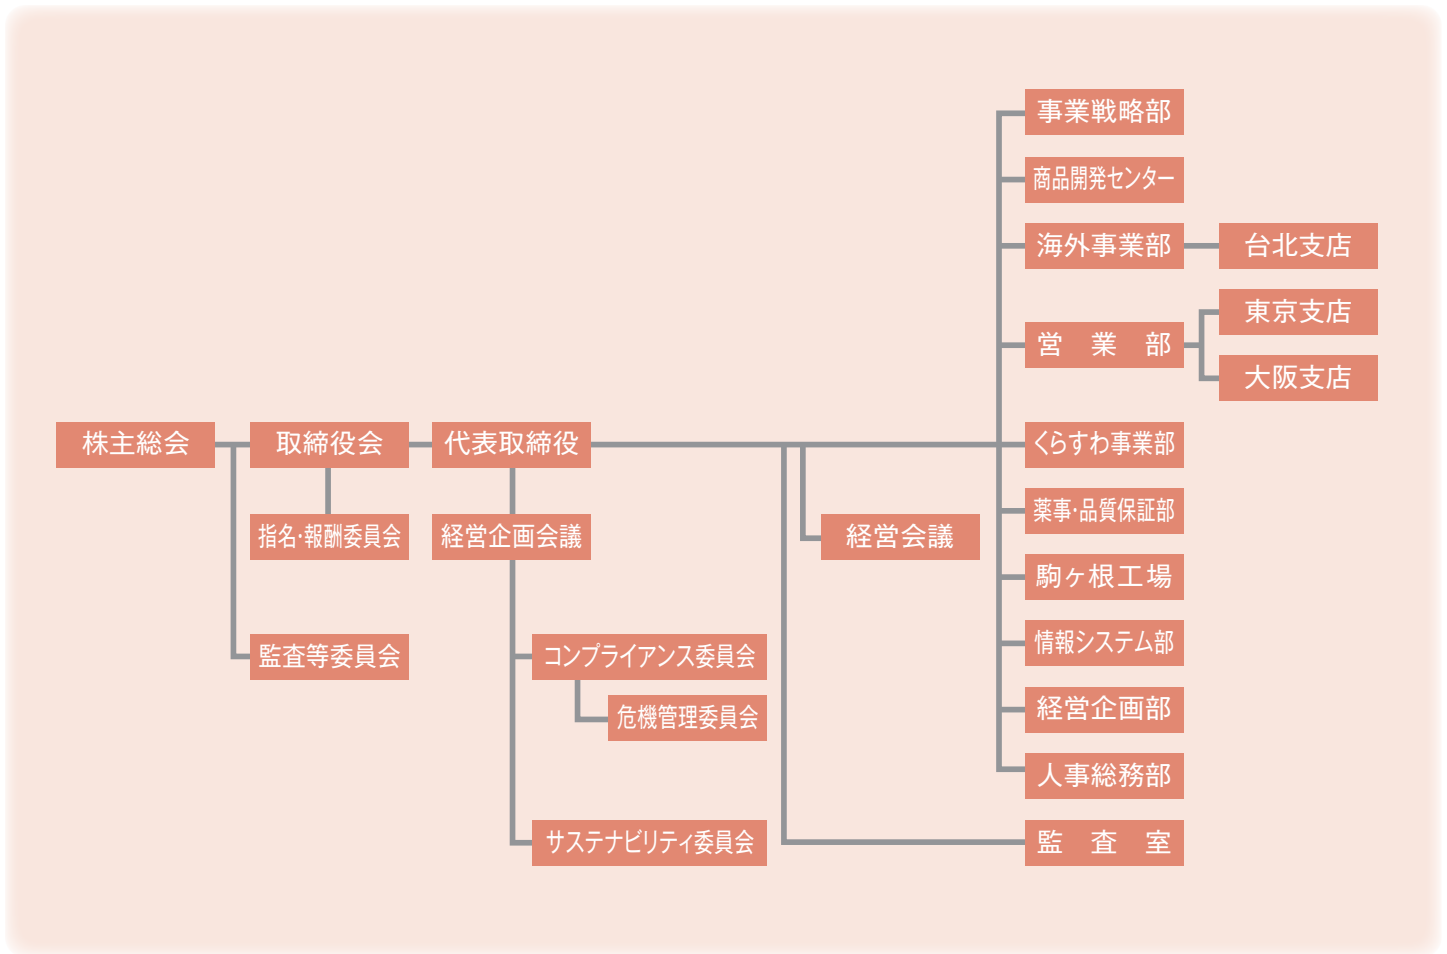 株主総会
取締役会
指名・報酬委員会
監査等委員会
代表取締役
経営企画会議
コンプライアンス委員会
危機管理委員会
サステナビリティ委員会
経営会議
事業戦略部
商品開発センター
海外事業部
台北支店
営　業　部
東京支店
大阪支店
くらすわ事業部
薬事・品質保証部
駒ヶ根工場
情報システム部
経営企画部
人事総務部
監　査　室